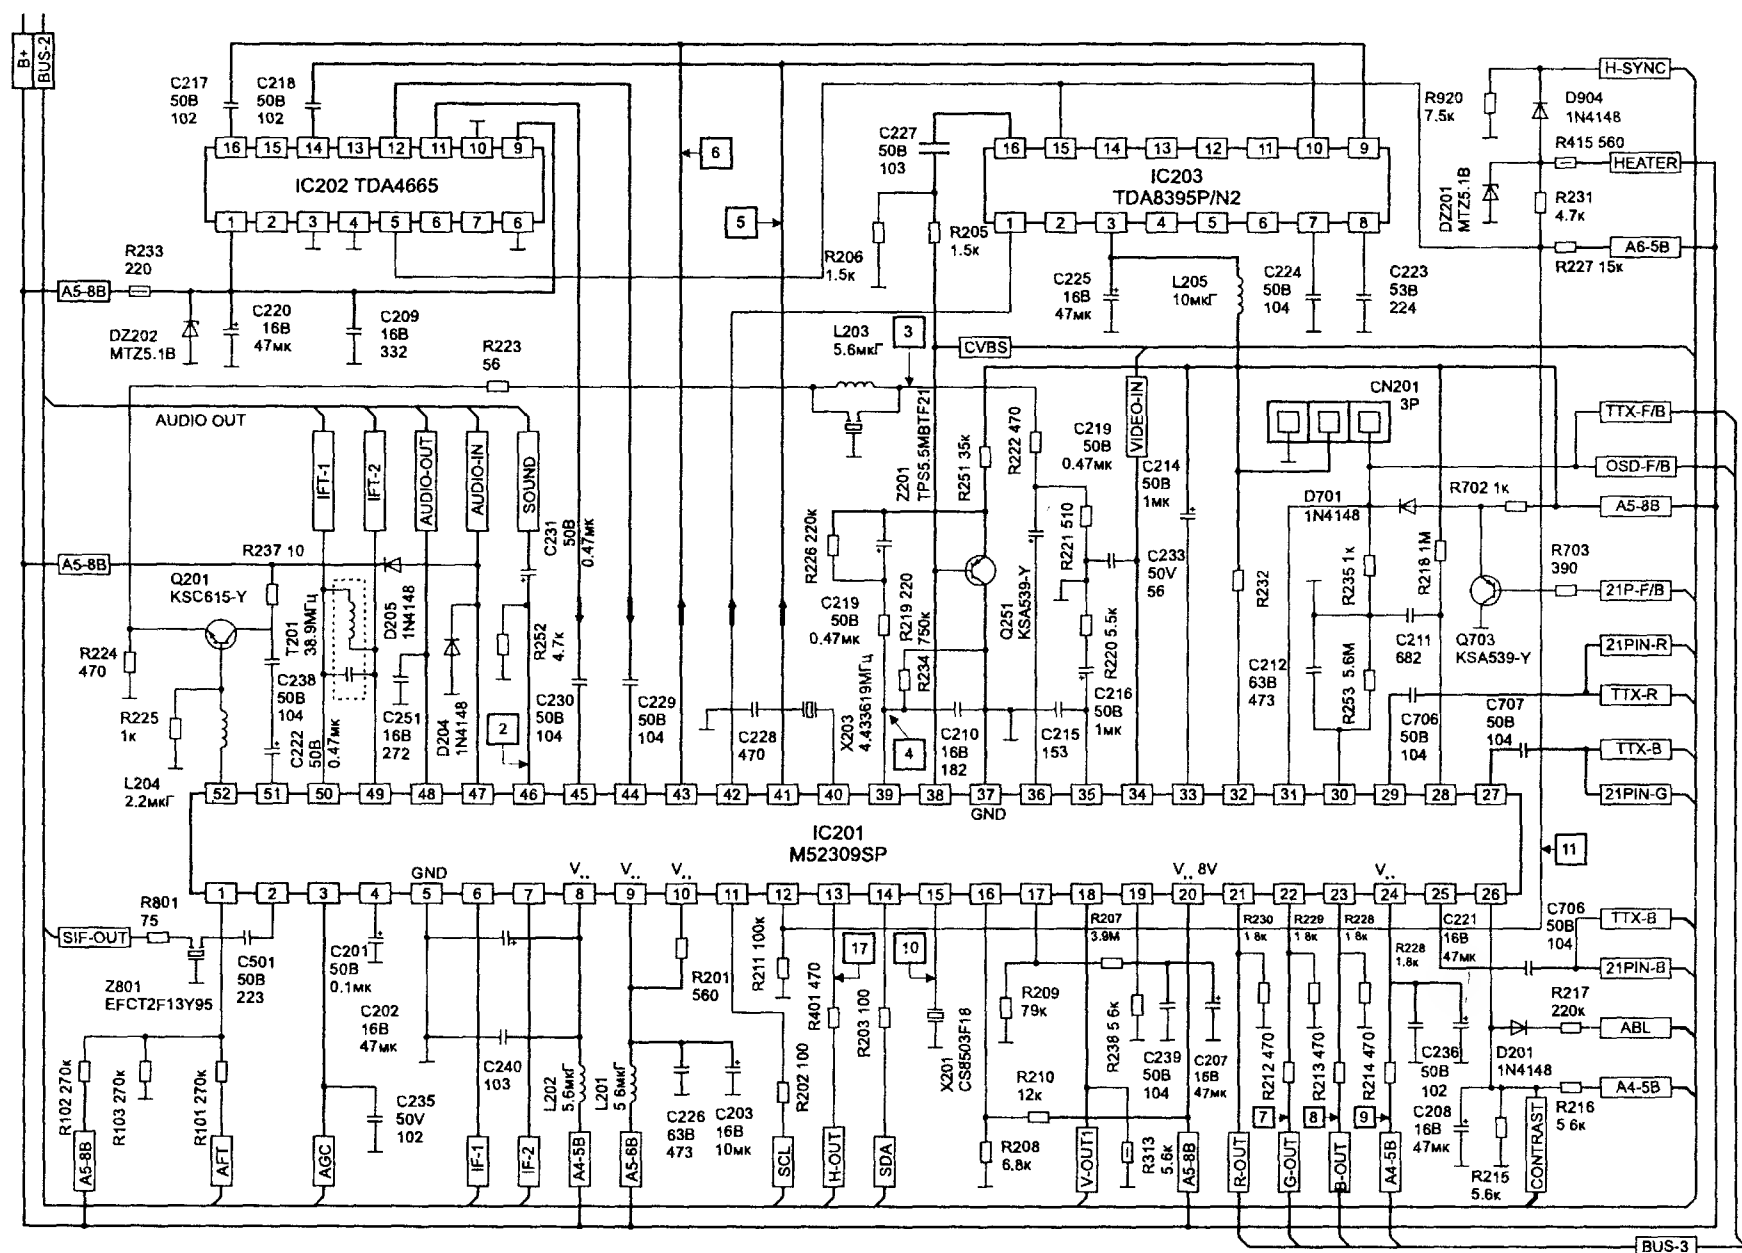 B+
BUS-2
C217
50В
102
C218
50В
102
16
15
14
13
12
11
10
9
IC202 TDA4665
1
2
3
4
5
6
7
6
R233
220
A5-8В
DZ202
MTZ5.1В
C220
16В
47мк
C209
16В
332
6
5
C227
50В
103
R206
1.5к
R205
1.5к
16
15
14
13
12
11
10
9
IC203
TDA8395P/N2
1
2
3
4
5
6
7
8
C225
16В
47мк
L205
10мкГ
C224
50В
104
C223
53В
224
R920
7.5к
H-SYNC
D904
1N4148
R415 560
HEATER
DZ201
MTZ5.1В
R231
4.7к
A6-5В
R227 15к
R223
56
L203
5.6мкГ
3
CVBS
AUDIO OUT
IFT-1
IFT-2
AUDIO-OUT
AUDIO-IN
SOUND
C231
50В
0.47мк
Z201
TPS5.5MBTF21
R251 35к
R222 470
C219
50В
0.47мк
VIDEO-IN
C214
50В
1мк
CN201
3P
TTX-F/B
OSD-F/B
D701
1N4148
R702 1к
A5-8В
A5-8В
R237 10
Q201
KSC615-Y
T201
38.9МГц
D205
1N4148
R252
4.7к
R226 220к
C219
50В
0.47мк
R219 220
R234 750к
Q251
KSA539-Y
R221 510
C233
50V
56
R220 5.5к
R232
R235 1к
R218 1M
R703
390
21P-F/B
Q703
KSA539-Y
C211
682
21PIN-R
R224
470
R225
1к
C238
50В
104
C222
50В
0.47мк
C251
16В
272
D204
1N4148
2
C230
50В
104
C229
50В
104
C228
470
X203
4.433619МГц
4
C210
16В
182
C215
153
C216
50В
1мк
C212
63В
473
R253 5.6М
TTX-R
C706
50В
104
C707
50В
104
TTX-B
21PIN-G
L204
2.2мкГ
52
51
50
49
48
47
46
45
44
43
42
41
40
39
38
37
36
35
34
33
32
31
30
29
28
27
GND
IC201
M52309SP
11
GND
V..
V..
V..
V.. 8V
V..
1
2
3
4
5
6
7
8
9
10
11
12
13
14
15
16
17
18
19
20
21
22
23
24
25
26
R801
75
SIF-OUT
Z801
EFCT2F13Y95
C501
50В
223
C201
50В
0.1мк
C202
16В
47мк
R201
560
R211 100к
17
R401 470
R203 100
10
X201
CS8503F18
R207
3.9М
R209
79к
R238 5 6к
C239
50В
104
C207
16В
47мк
R230
1 8к
R229
1 8к
R228
1 8к
R228
1.8к
C221
16В
47мк
C706
50В
104
TTX-B
21PIN-B
R217
220к
ABL
D201
1N4148
A4-5В
R216
5 6к
R102 270к
R103 270к
R101 270к
C235
50V
102
C240
103
L202
5.6мкГ
L201
5 6мкГ
C226
63В
473
C203
16В
10мк
R202 100
R210
12к
R208
6.8к
R313
5.6к
R212 470
R213 470
R214 470
7
8
9
C236
50В
102
C208
16В
47мк
R215
5.6к
CONTRAST
A5-8В
AFT
AGC
IF-1
IF-2
A4-5В
A5-6В
SCL
H-OUT
SDA
V-OUT1
A5-8В
R-OUT
G-OUT
B-OUT
A4-5В
BUS-3